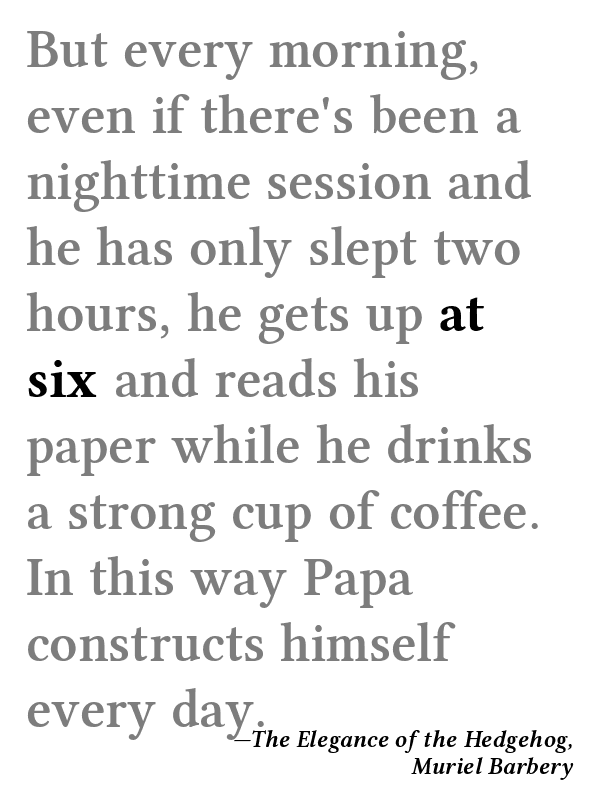 But every morning,
even if there's been a
nighttime session and
he has only slept two
hours, he gets up at
six and reads his
paper while he drinks
a strong cup of coffee.
In this way Papa
constructs himself
every day.
—The Elegance of the Hedgehog,
Muriel Barbery